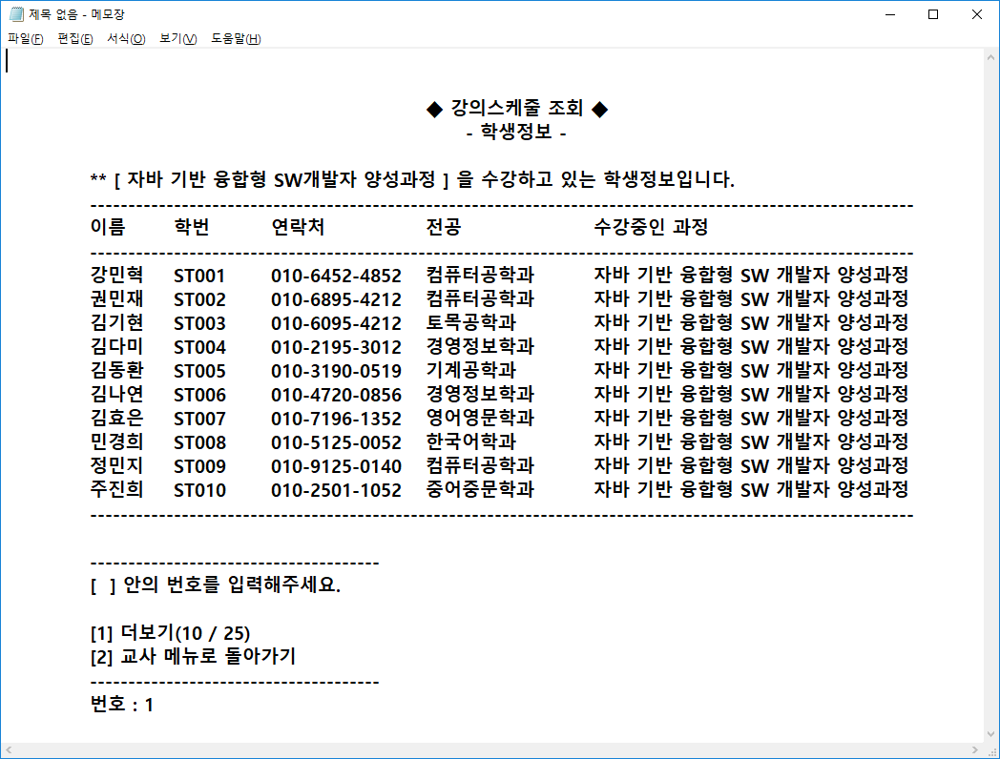 제목 없음 - 메모장
파일(F) 편집(E) 서식(O) 보기(V) 도움말(H)
◆ 강의스케줄 조회 ◆
- 학생정보 -
** [ 자바 기반 융합형 SW개발자 양성과정 ] 을 수강하고 있는 학생정보입니다.
------------------------------------------------------------------------------------------------------------
이름 학번 연락처 전공 수강중인 과정
------------------------------------------------------------------------------------------------------------
강민혁 ST001 010-6452-4852 컴퓨터공학과 자바 기반 융합형 SW 개발자 양성과정
권민재 ST002 010-6895-4212 컴퓨터공학과 자바 기반 융합형 SW 개발자 양성과정
김기현 ST003 010-6095-4212 토목공학과 자바 기반 융합형 SW 개발자 양성과정
김다미 ST004 010-2195-3012 경영정보학과 자바 기반 융합형 SW 개발자 양성과정
김동환 ST005 010-3190-0519 기계공학과 자바 기반 융합형 SW 개발자 양성과정
김나연 ST006 010-4720-0856 경영정보학과 자바 기반 융합형 SW 개발자 양성과정
김효은 ST007 010-7196-1352 영어영문학과 자바 기반 융합형 SW 개발자 양성과정
민경희 ST008 010-5125-0052 한국어학과 자바 기반 융합형 SW 개발자 양성과정
정민지 ST009 010-9125-0140 컴퓨터공학과 자바 기반 융합형 SW 개발자 양성과정
주진희 ST010 010-2501-1052 중어중문학과 자바 기반 융합형 SW 개발자 양성과정
------------------------------------------------------------------------------------------------------------
--------------------------------------
[  ] 안의 번호를 입력해주세요.
[1] 더보기(10 / 25)
[2] 교사 메뉴로 돌아가기
--------------------------------------
번호 : 1